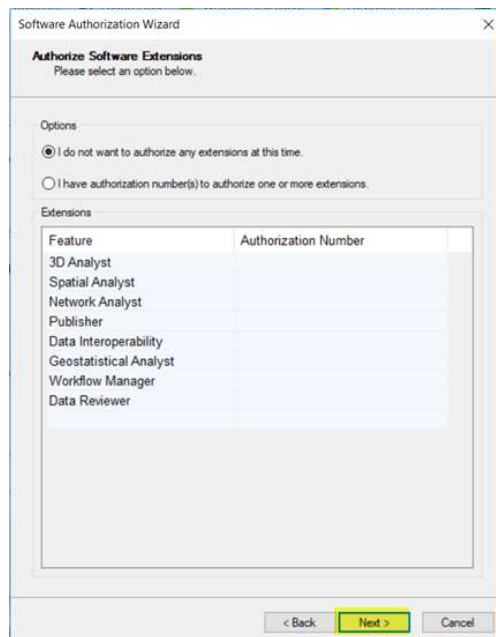 Software Authorization Wizard
Authorize Software Extensions
Please select an option below.
Options
I do not want to authorize any extensions at this time.
I have authorization number(s) to authorize one or more extensions.
Extensions
Feature Authorization Number
3D Analyst
Spatial Analyst
Network Analyst
Publisher
Data Interoperability
Geostatistical Analyst
Workflow Manager
Data Reviewer
< Back Next > Cancel